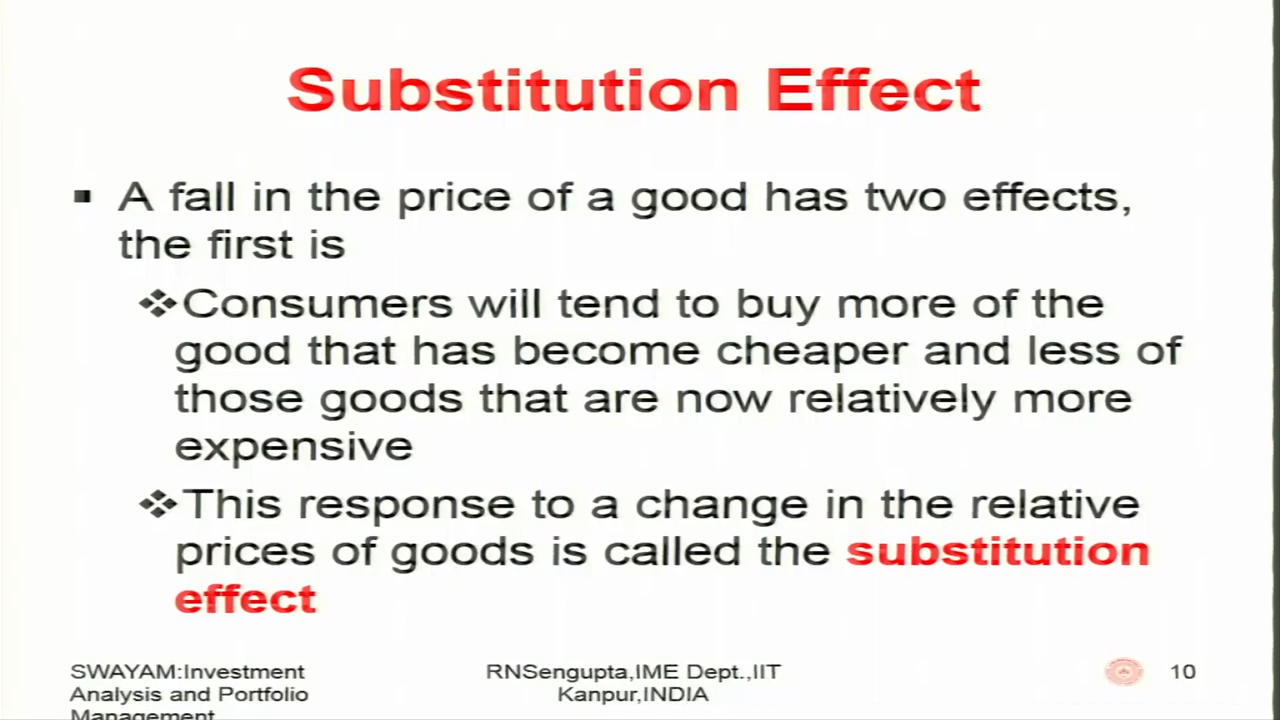 Substitution Effect
▪ A fall in the price of a good has two effects,
the first is
❖Consumers will tend to buy more of the
good that has become cheaper and less of
those goods that are now relatively more
expensive
❖This response to a change in the relative
prices of goods is called the substitution
effect
SWAYAM:Investment
Analysis and Portfolio
Management
RNSengupta,IME Dept.,IIT
Kanpur,INDIA
10